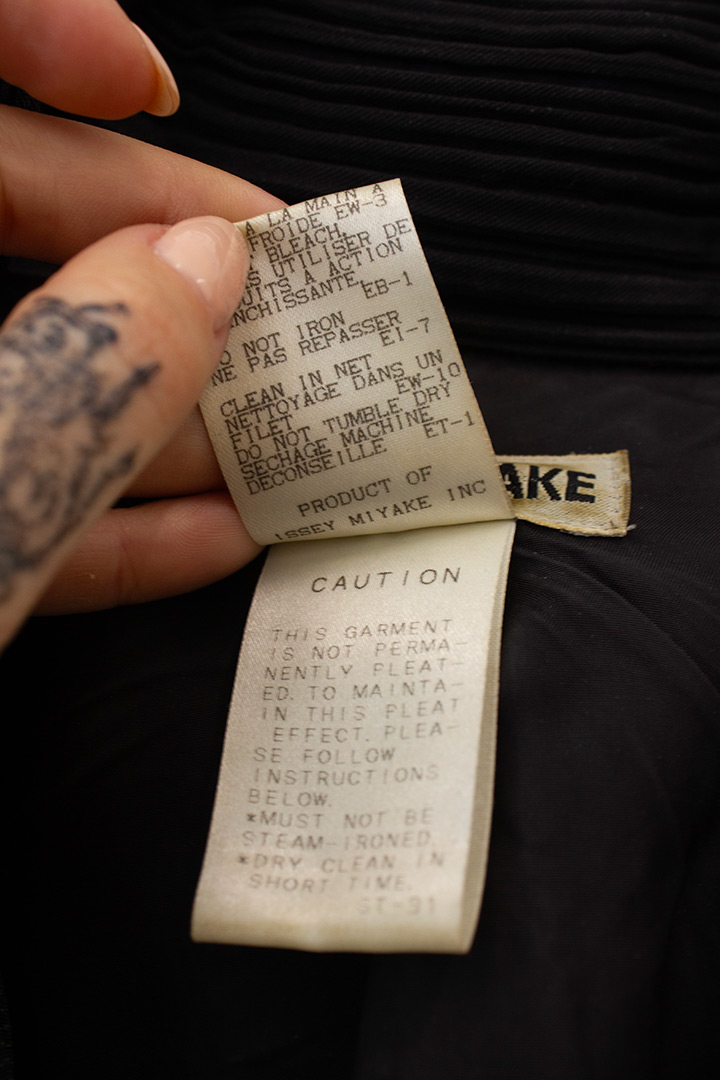 A LA MAIN A
FROIDE EW-3
BLEACH.
UTILISER DE
UITS A ACTION
NCHISSANTE.
EB-1
O NOT IRON
NE PAS REPASSER
EI-7
CLEAN IN NET
NETTOYAGE DANS UN
FILET EW-10
DO NOT TUMBLE DRY
SECHAGE MACHINE
DECONSEILLE ET-1
PRODUCT OF
ISSEY MIYAKE INC
AKE
CAUTION
THIS GARMENT
IS NOT PERMA-
NENTLY PLEAT-
ED. TO MAINTA-
IN THIS PLEAT
EFFECT. PLEA-
SE FOLLOW
INSTRUCTIONS
BELOW.
*MUST NOT BE
STEAM-IRONED.
*DRY CLEAN IN
SHORT TIME.
ST-91